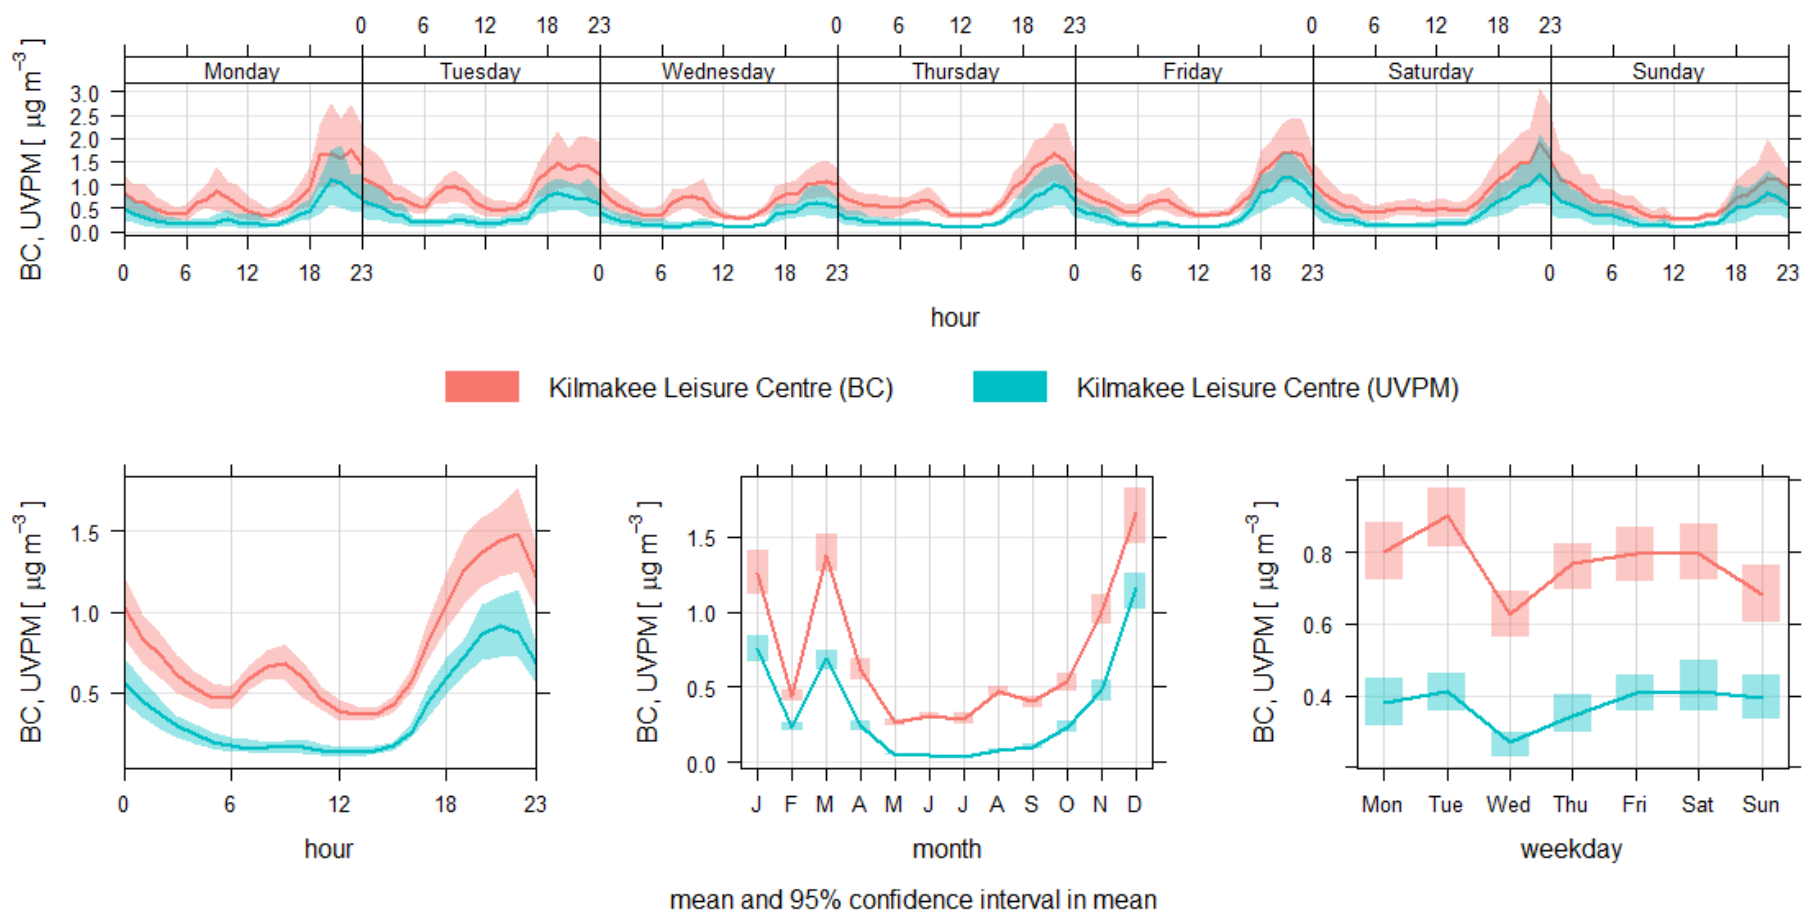 0 6 12 18 23 0 6 12 18 23 0 6 12 18 23
Monday Tuesday Wednesday Thursday Friday Saturday Sunday
BC, UVPM [ µg m⁻³ ]
3.0
2.5
2.0
1.5
1.0
0.5
0.0
0 6 12 18 23 0 6 12 18 23 0 6 12 18 23 0 6 12 18 23
hour
Kilmakee Leisure Centre (BC) Kilmakee Leisure Centre (UVPM)
BC, UVPM [ µg m⁻³ ]
1.5
1.0
0.5
0 6 12 18 23
hour
BC, UVPM [ µg m⁻³ ]
1.5
1.0
0.5
0.0
J F M A M J J A S O N D
month
BC, UVPM [ µg m⁻³ ]
0.8
0.6
0.4
Mon Tue Wed Thu Fri Sat Sun
weekday
mean and 95% confidence interval in mean